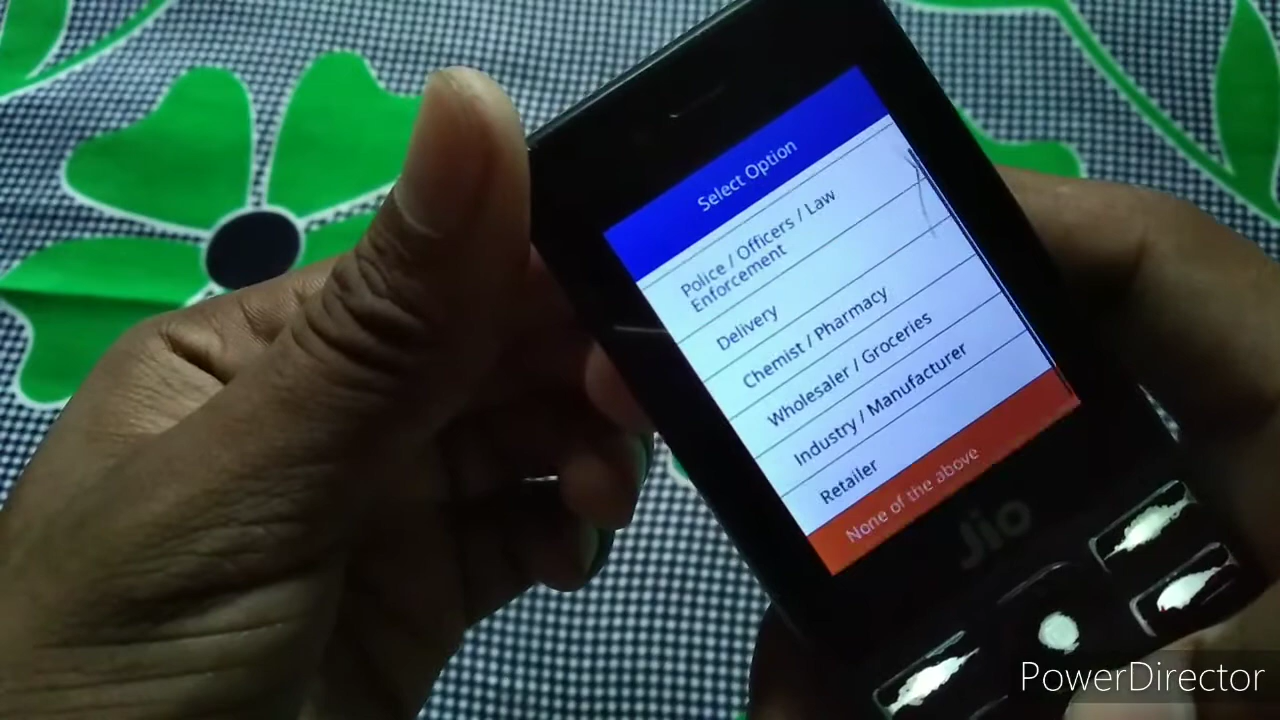 Select Option
Police / Officers / Law
Enforcement
Delivery
Chemist / Pharmacy
Wholesaler / Groceries
Industry / Manufacturer
Retailer
None of the above
Jio
PowerDirector